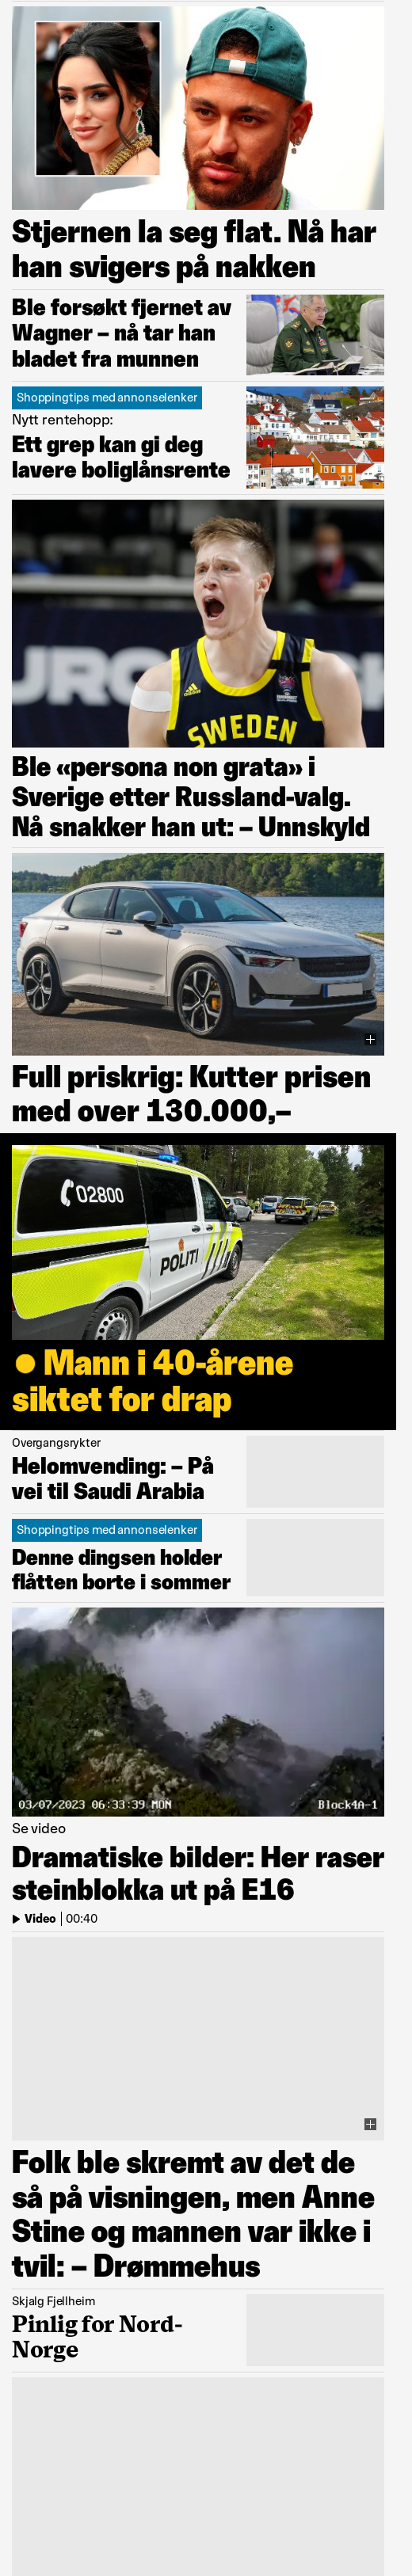 Stjernen la seg flat. Nå har
han svigers på nakken
Ble forsøkt fjernet av
Wagner – nå tar han
bladet fra munnen
Shoppingtips med annonselenker
Nytt rentehopp:
Ett grep kan gi deg
lavere boliglånsrente
SWEDEN
Ble «persona non grata» i
Sverige etter Russland-valg.
Nå snakker han ut: – Unnskyld
Full priskrig: Kutter prisen
med over 130.000,–
02800
POLITI
Mann i 40-årene
siktet for drap
Overgangsrykter
Helomvending: – På
vei til Saudi Arabia
Shoppingtips med annonselenker
Denne dingsen holder
flåtten borte i sommer
03/07/2023 06:33:39 MON Block4A-1
Se video
Dramatiske bilder: Her raser
steinblokka ut på E16
Video 00:40
Folk ble skremt av det de
så på visningen, men Anne
Stine og mannen var ikke i
tvil: – Drømmehus
Skjalg Fjellheim
Pinlig for Nord-
Norge